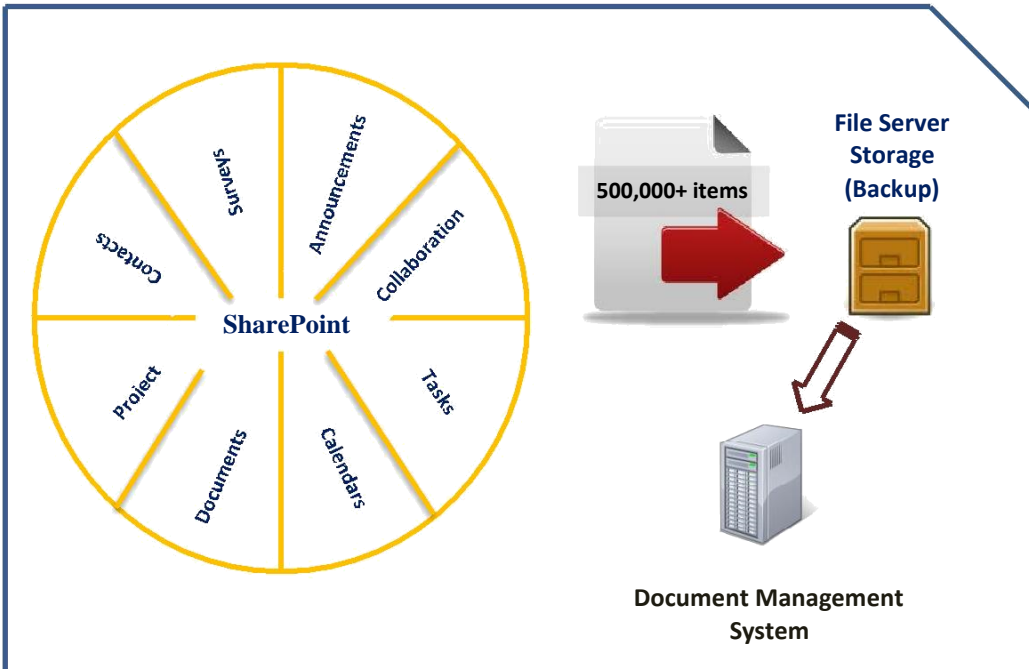 Surveys
Announcements
Contacts
Collaboration
SharePoint
Project
Tasks
Documents
Calendars
500,000+ items
File Server
Storage
(Backup)
Document Management
System